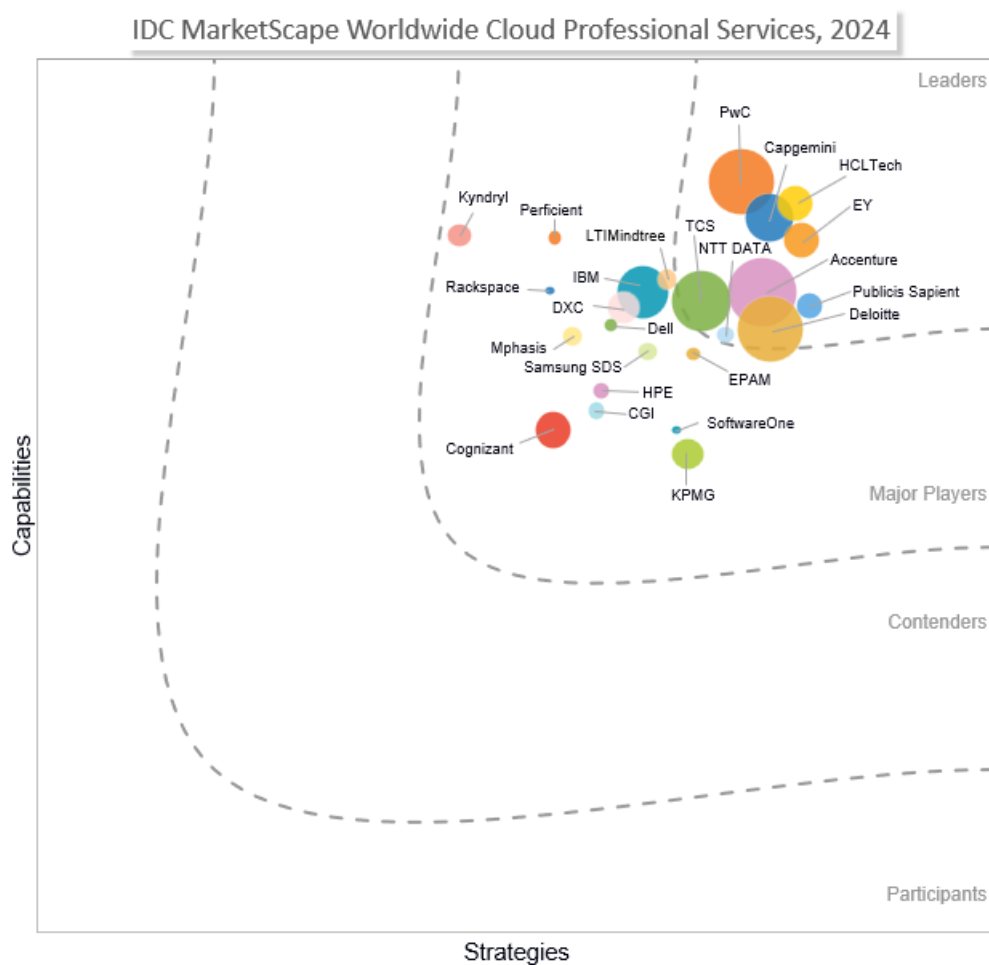 IDC MarketScape Worldwide Cloud Professional Services, 2024
Leaders
PwC
Capgemini
HCLTech
Kyndryl
Perficient
EY
LTIMindtree
TCS
NTT DATA
Accenture
IBM
Rackspace
Publicis Sapient
DXC
Deloitte
Dell
Mphasis
Samsung SDS
EPAM
HPE
CGI
SoftwareOne
Cognizant
KPMG
Major Players
Capabilities
Contenders
Participants
Strategies